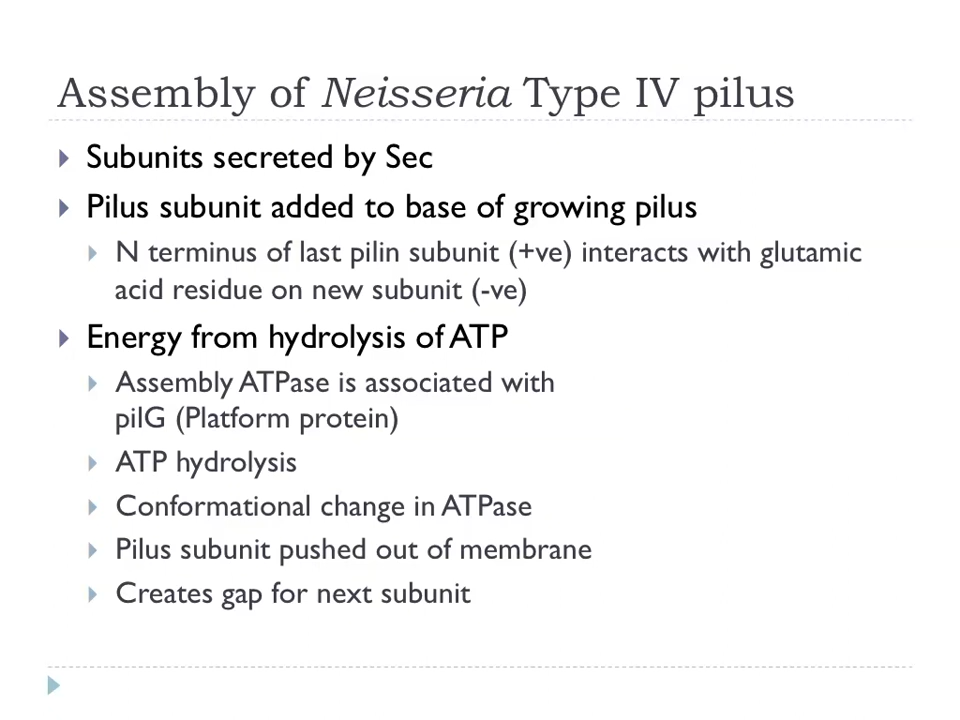 Assembly of Neisseria Type IV pilus
Subunits secreted by Sec
Pilus subunit added to base of growing pilus
N terminus of last pilin subunit (+ve) interacts with glutamic
acid residue on new subunit (-ve)
Energy from hydrolysis of ATP
Assembly ATPase is associated with
pilG (Platform protein)
ATP hydrolysis
Conformational change in ATPase
Pilus subunit pushed out of membrane
Creates gap for next subunit